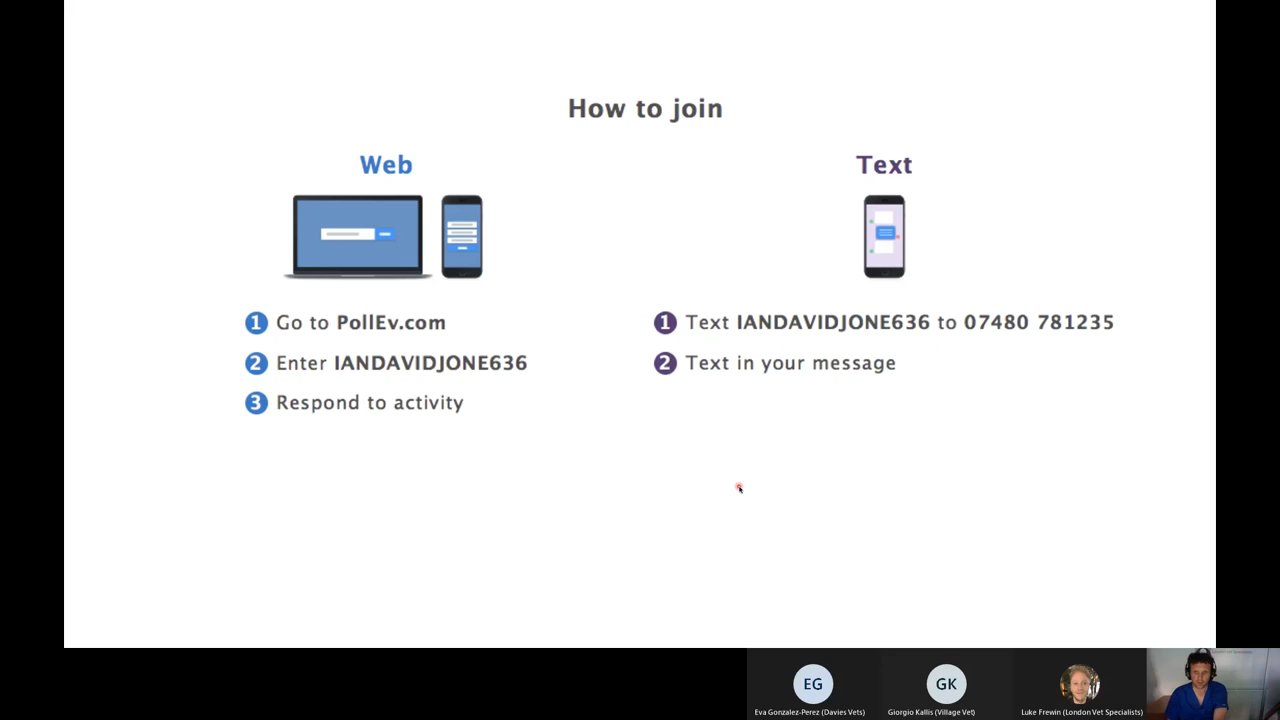 How to join
Web
1 Go to PollEv.com
2 Enter IANDAVIDJONE636
3 Respond to activity
Text
1 Text IANDAVIDJONE636 to 07480 781235
2 Text in your message
EG
Eva Gonzalez-Perez (Davies Vets)
GK
Giorgio Kallis (Village Vet)
Luke Frewin (London Vet Specialists)